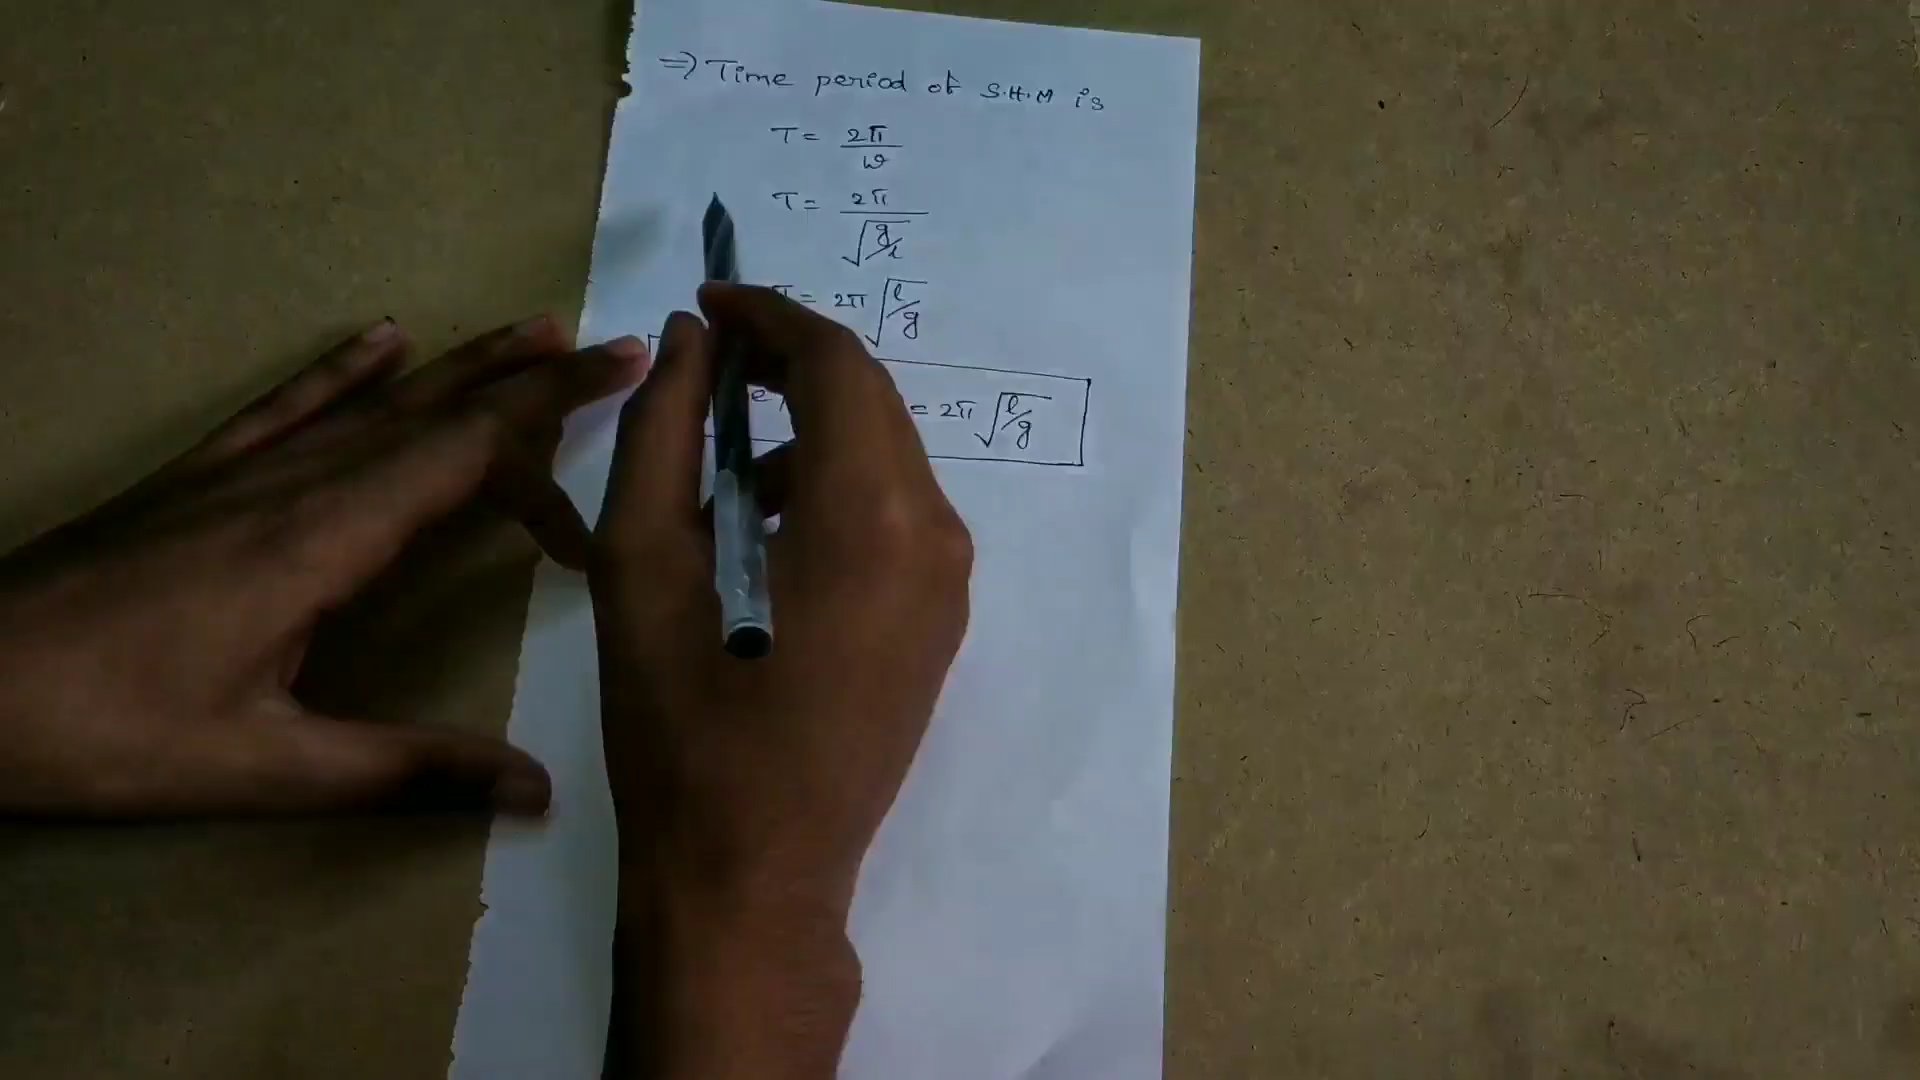 ⇒ Time period of S.H.M is
T = 2π/ω
T = 2π/√(g/l)
T = 2π √(l/g)
= 2π √(l/g)